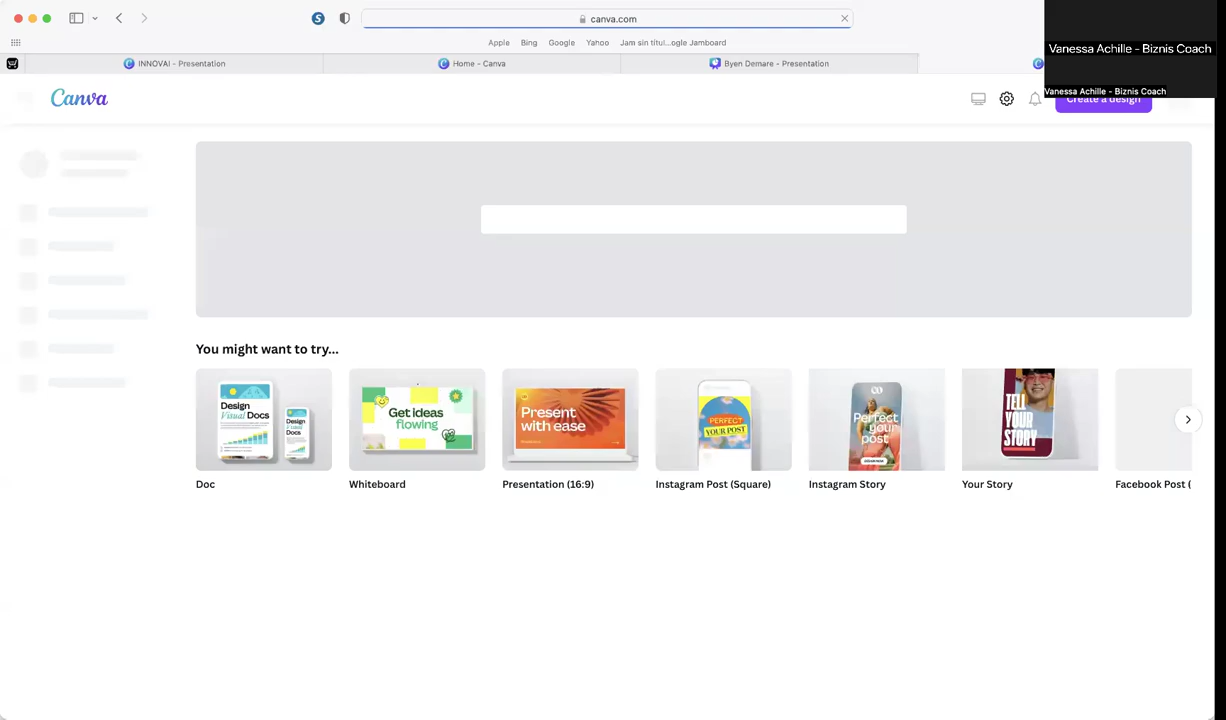 canva.com
Vanessa Achille - Biznis Coach
Apple
Bing
Google
Yahoo
Jam sin títul...ogle Jamboard
INNOVAI - Presentation
Home - Canva
Byen Demare - Presentation
Vanessa Achille - Biznis Coach
Canva
Create a design
You might want to try...
Design
Visual Docs
Design
Visual
Docs
Get ideas
flowing
Present
with ease
PERFECT
YOUR POST
Perfect
your
post
TELL
YOUR
STORY
Doc
Whiteboard
Presentation (16:9)
Instagram Post (Square)
Instagram Story
Your Story
Facebook Post (